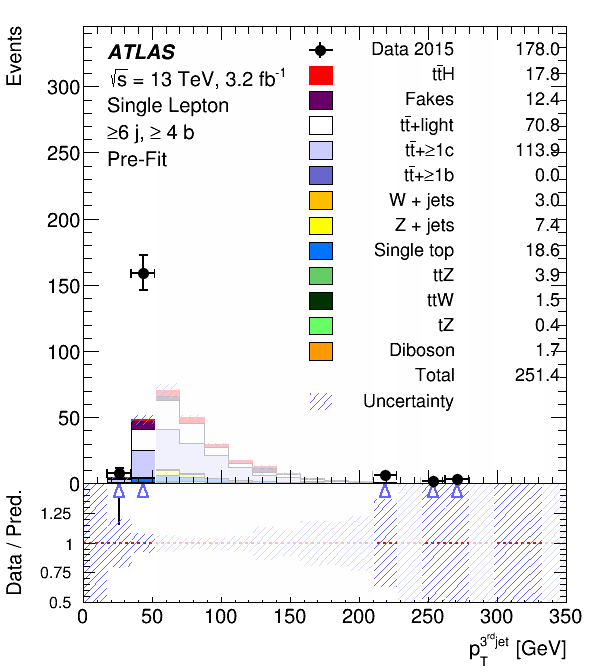 Events
ATLAS
√s = 13 TeV, 3.2 fb⁻¹
Single Lepton
≥6 j, ≥ 4 b
Pre-Fit
Data 2015 178.0
tt̄H 17.8
Fakes 12.4
tt̄+light 70.8
tt̄+≥1c 113.9
tt̄+≥1b 0.0
W + jets 3.0
Z + jets 7.4
Single top 18.6
ttZ 3.9
ttW 1.5
tZ 0.4
Diboson 1.7
Total 251.4
Uncertainty
300
250
200
150
100
50
0
Data / Pred.
1.25
1
0.75
0.5
0 50 100 150 200 250 300 350
p_T^{3^{rd}jet} [GeV]